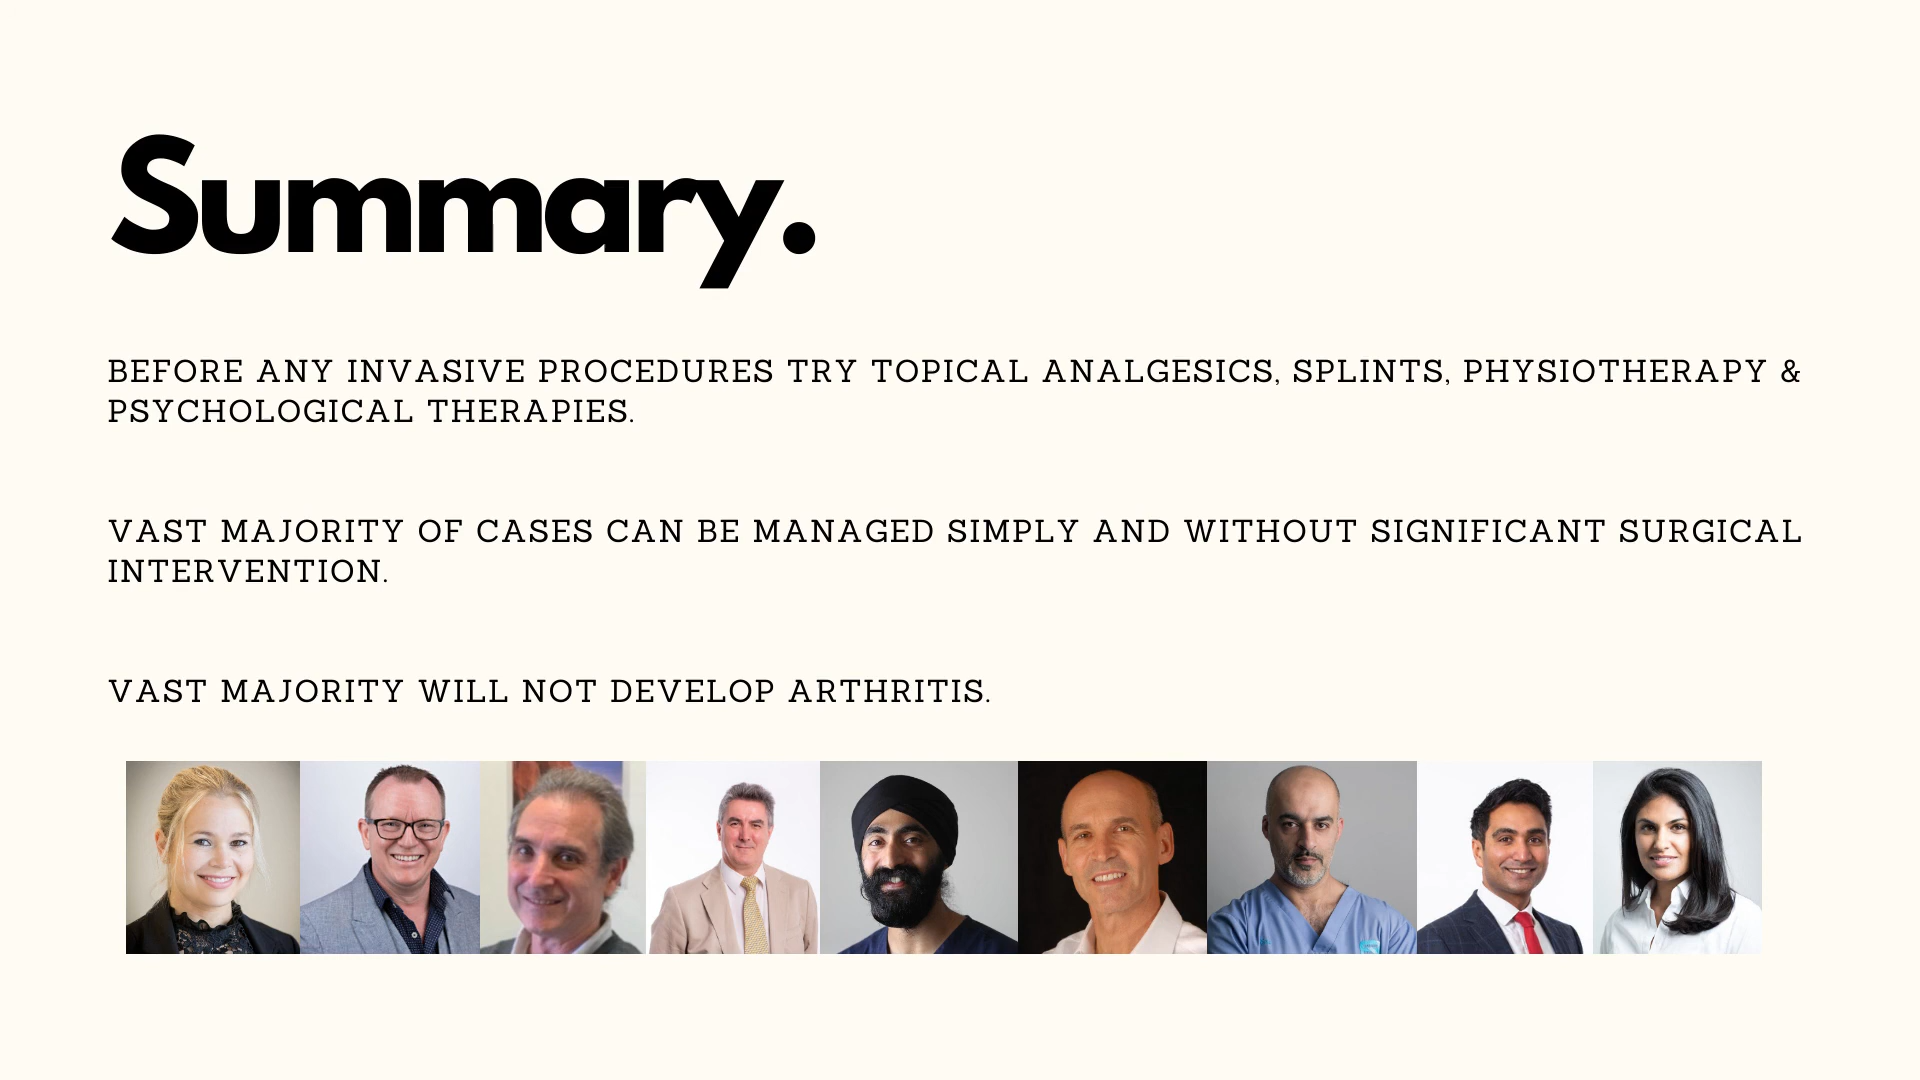 Summary.
BEFORE ANY INVASIVE PROCEDURES TRY TOPICAL ANALGESICS, SPLINTS, PHYSIOTHERAPY &
PSYCHOLOGICAL THERAPIES.
VAST MAJORITY OF CASES CAN BE MANAGED SIMPLY AND WITHOUT SIGNIFICANT SURGICAL
INTERVENTION.
VAST MAJORITY WILL NOT DEVELOP ARTHRITIS.